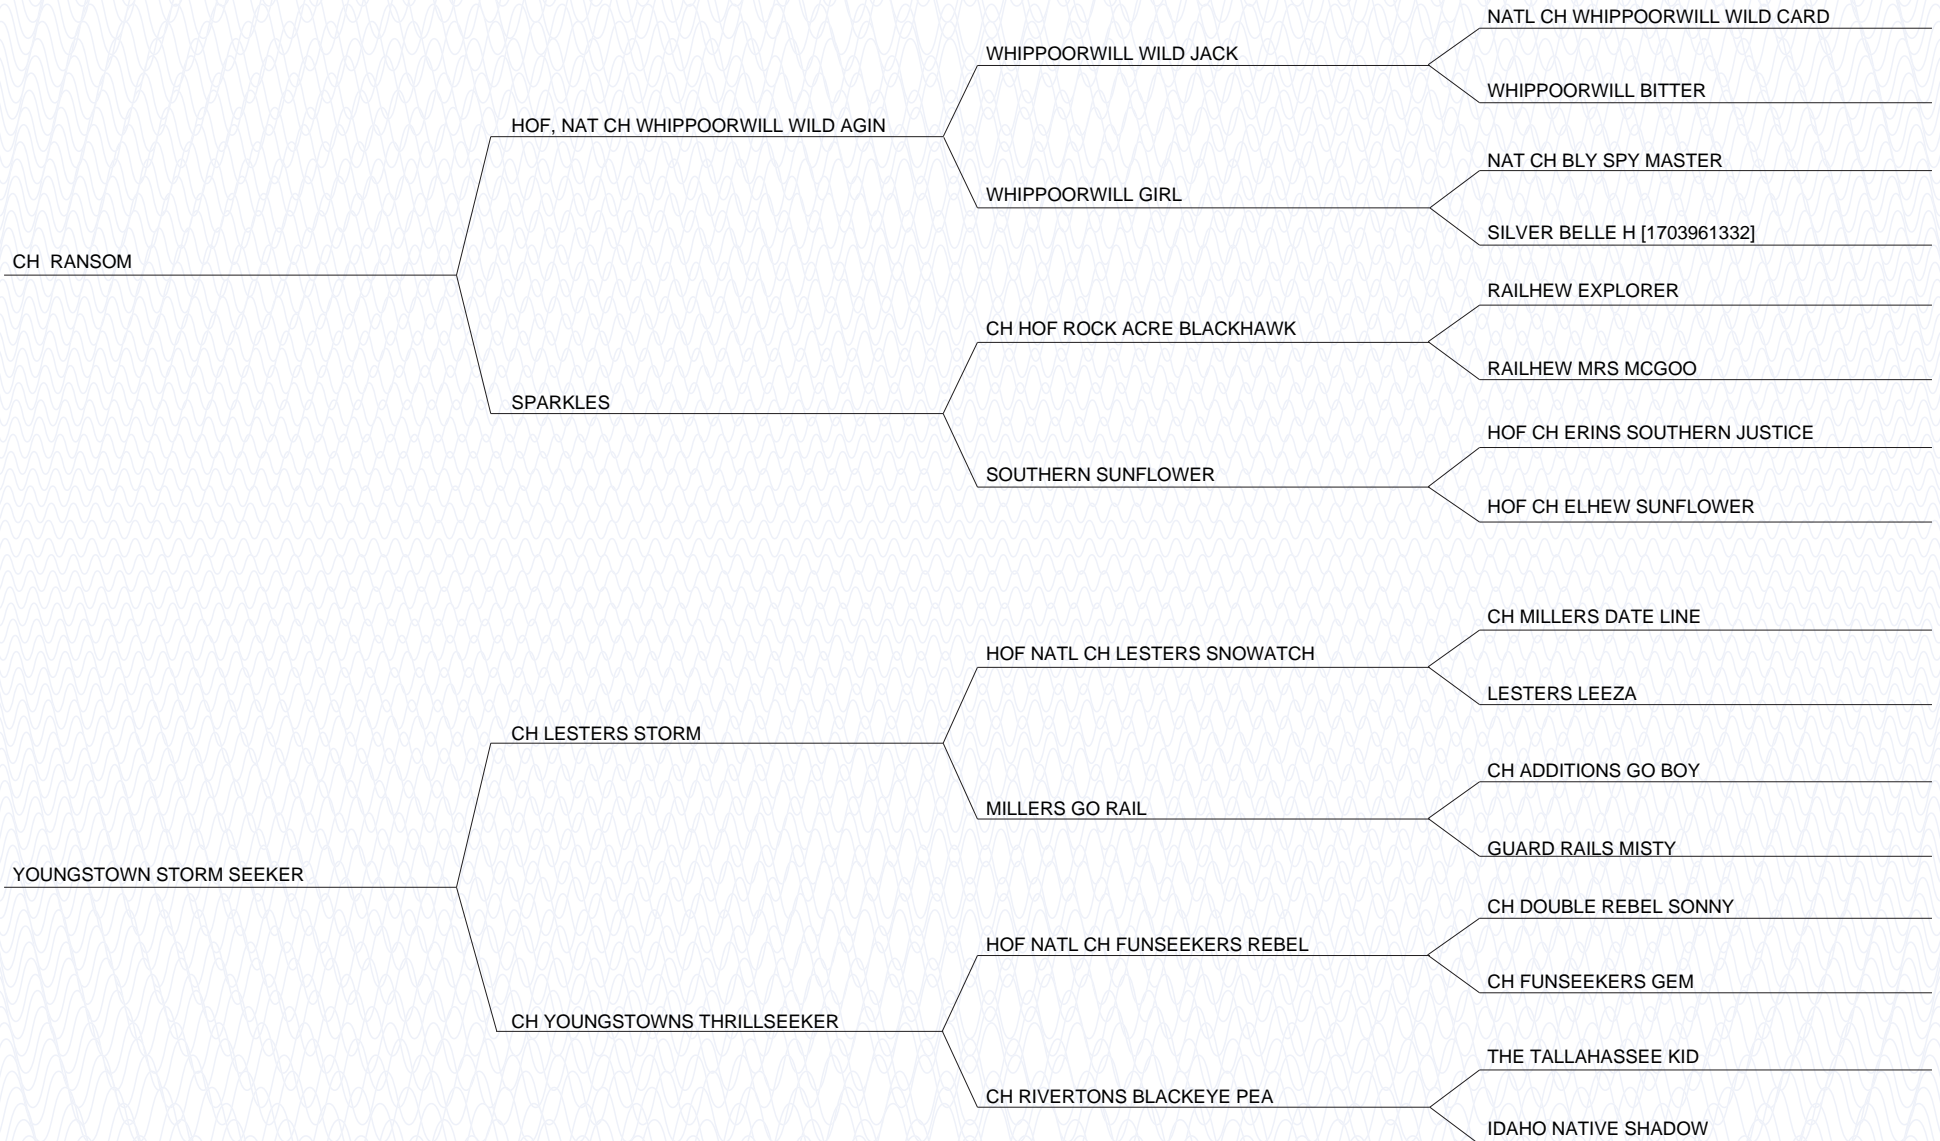 NATL CH WHIPPOORWILL WILD CARD
WHIPPOORWILL WILD JACK
WHIPPOORWILL BITTER
HOF, NAT CH WHIPPOORWILL WILD AGIN
NAT CH BLY SPY MASTER
WHIPPOORWILL GIRL
SILVER BELLE H [1703961332]
CH  RANSOM
RAILHEW EXPLORER
CH HOF ROCK ACRE BLACKHAWK
RAILHEW MRS MCGOO
SPARKLES
HOF CH ERINS SOUTHERN JUSTICE
SOUTHERN SUNFLOWER
HOF CH ELHEW SUNFLOWER
CH MILLERS DATE LINE
HOF NATL CH LESTERS SNOWATCH
LESTERS LEEZA
CH LESTERS STORM
CH ADDITIONS GO BOY
MILLERS GO RAIL
GUARD RAILS MISTY
YOUNGSTOWN STORM SEEKER
CH DOUBLE REBEL SONNY
HOF NATL CH FUNSEEKERS REBEL
CH FUNSEEKERS GEM
CH YOUNGSTOWNS THRILLSEEKER
THE TALLAHASSEE KID
CH RIVERTONS BLACKEYE PEA
IDAHO NATIVE SHADOW